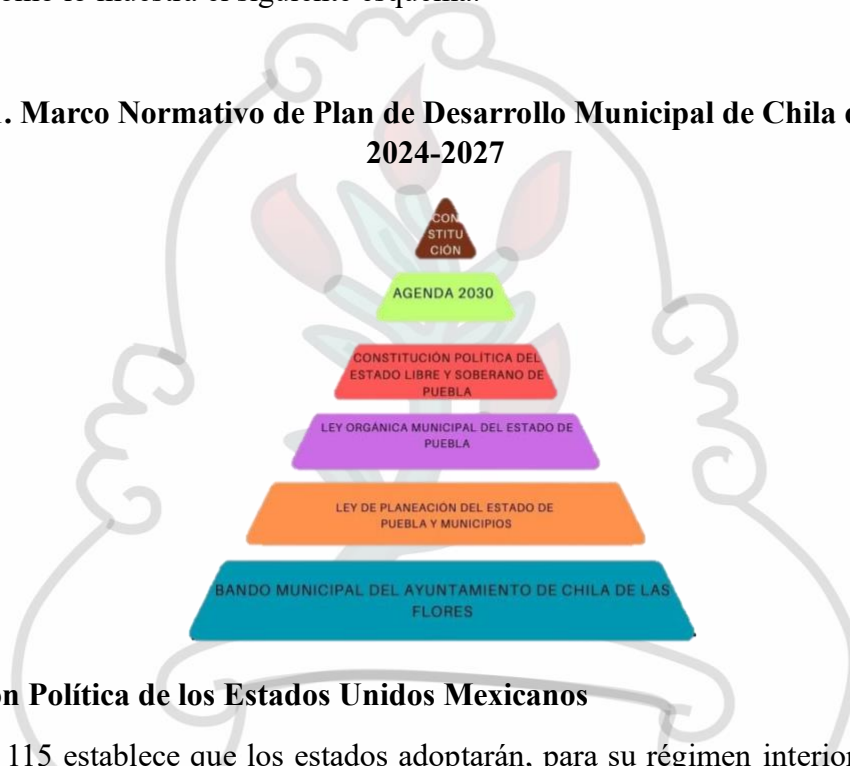 1. Marco Normativo de Plan de Desarrollo Municipal de Chila
2024-2027
CON
STITU
CIÓN
AGENDA 2030
CONSTITUCIÓN POLÍTICA DEL
ESTADO LIBRE Y SOBERANO DE
PUEBLA
LEY ORGÁNICA MUNICIPAL DEL ESTADO DE
PUEBLA
LEY DE PLANEACIÓN DEL ESTADO DE
PUEBLA Y MUNICIPIOS
BANDO MUNICIPAL DEL AYUNTAMIENTO DE CHILA DE LAS
FLORES
Política de los Estados Unidos Mexicanos
115 establece que los estados adoptarán, para su régimen interior